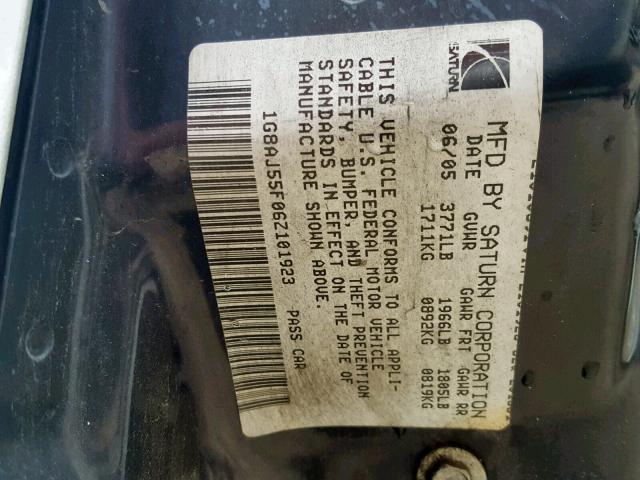 SATURN
MFD BY SATURN CORPORATION
DATE GVWR GAWR FRT GAWR RR
06/05 3771LB 1966LB 1805LB
1711KG 0892KG 0819KG
THIS VEHICLE CONFORMS TO ALL APPLI-
CABLE U.S. FEDERAL MOTOR VEHICLE
SAFETY, BUMPER, AND THEFT PREVENTION
STANDARDS IN EFFECT ON THE DATE OF
MANUFACTURE SHOWN ABOVE.
1G8AJ55F06Z101923 PASS CAR